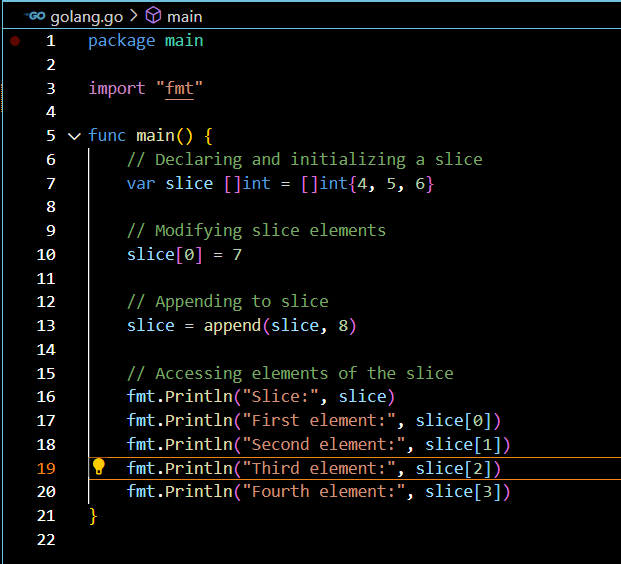 GO golang.go > main
1 package main
2
3 import "fmt"
4
5 func main() {
6 // Declaring and initializing a slice
7 var slice []int = []int{4, 5, 6}
8
9 // Modifying slice elements
10 slice[0] = 7
11
12 // Appending to slice
13 slice = append(slice, 8)
14
15 // Accessing elements of the slice
16 fmt.Println("Slice:", slice)
17 fmt.Println("First element:", slice[0])
18 fmt.Println("Second element:", slice[1])
19 fmt.Println("Third element:", slice[2])
20 fmt.Println("Fourth element:", slice[3])
21 }
22